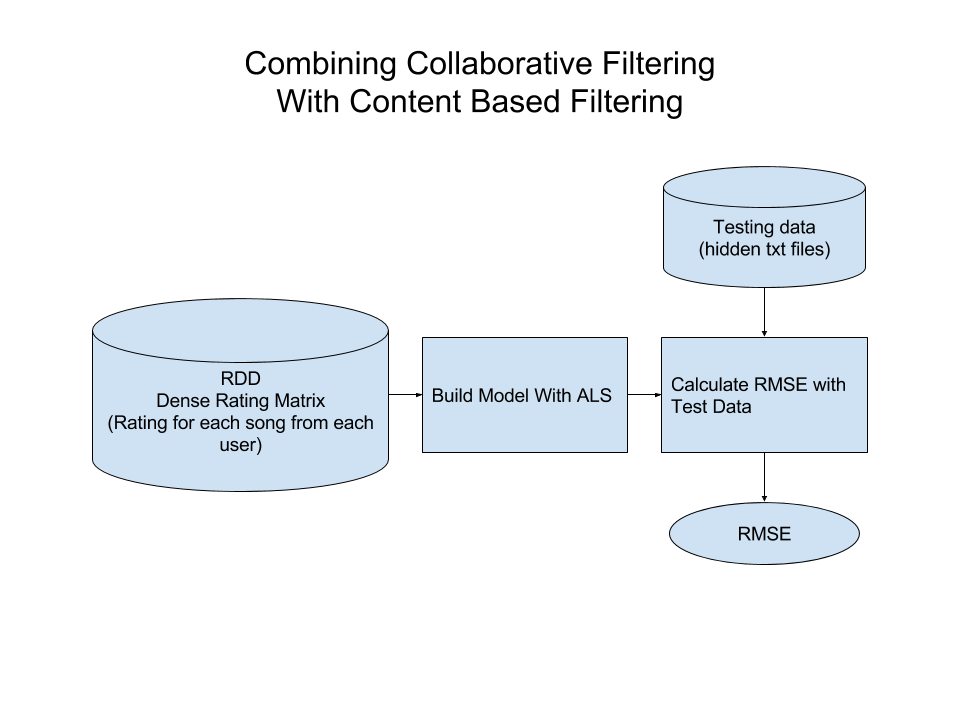 Combining Collaborative Filtering
With Content Based Filtering
Testing data
(hidden txt files)
RDD
Dense Rating Matrix
(Rating for each song from each
user)
Build Model With ALS
Calculate RMSE with
Test Data
RMSE